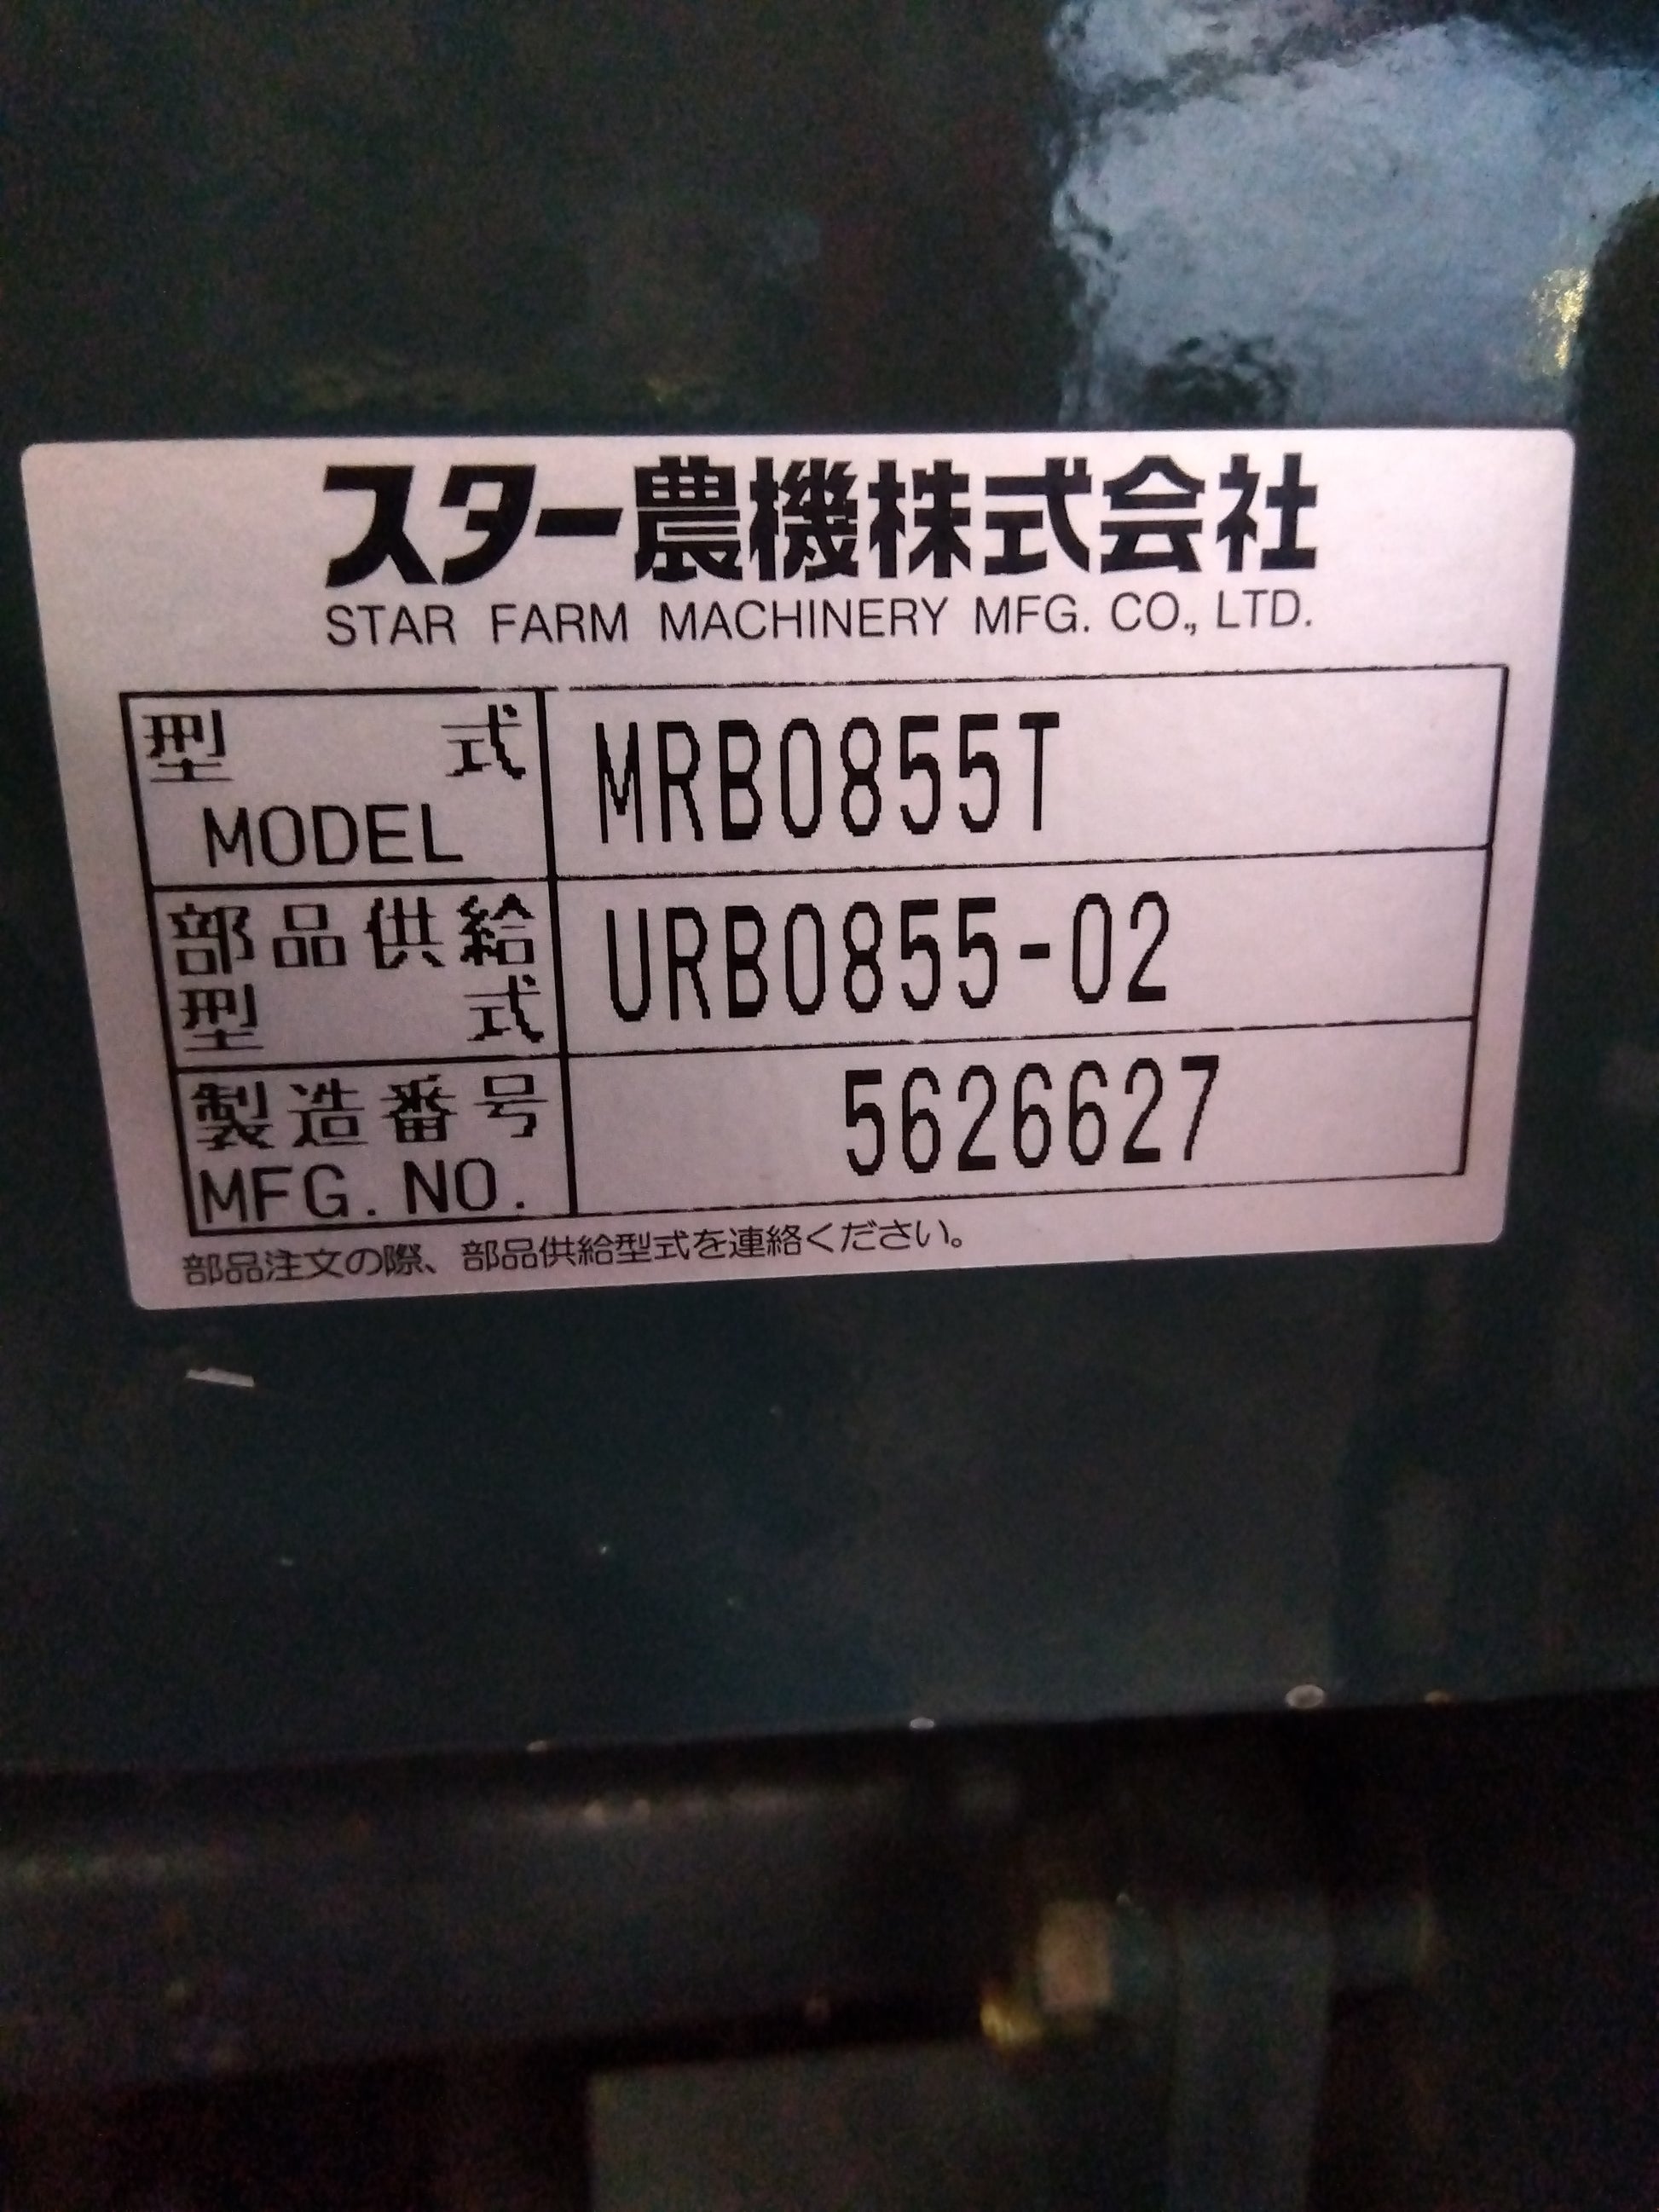 スター農機株式会社
STAR FARM MACHINERY MFG. CO., LTD.
型式 MRB0855T
MODEL
部品供給 URB0855-02
型式
製造番号 5626627
MFG. NO.
部品注文の際、部品供給型式を連絡ください。